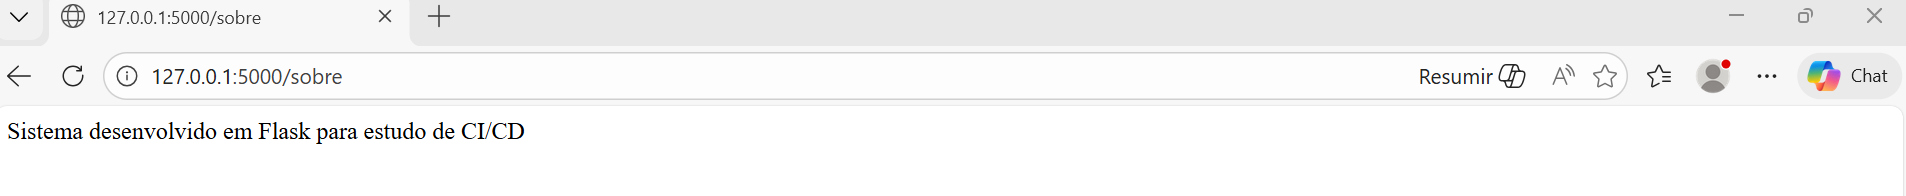 127.0.0.1:5000/sobre
127.0.0.1:5000/sobre Resumir Chat
Sistema desenvolvido em Flask para estudo de CI/CD